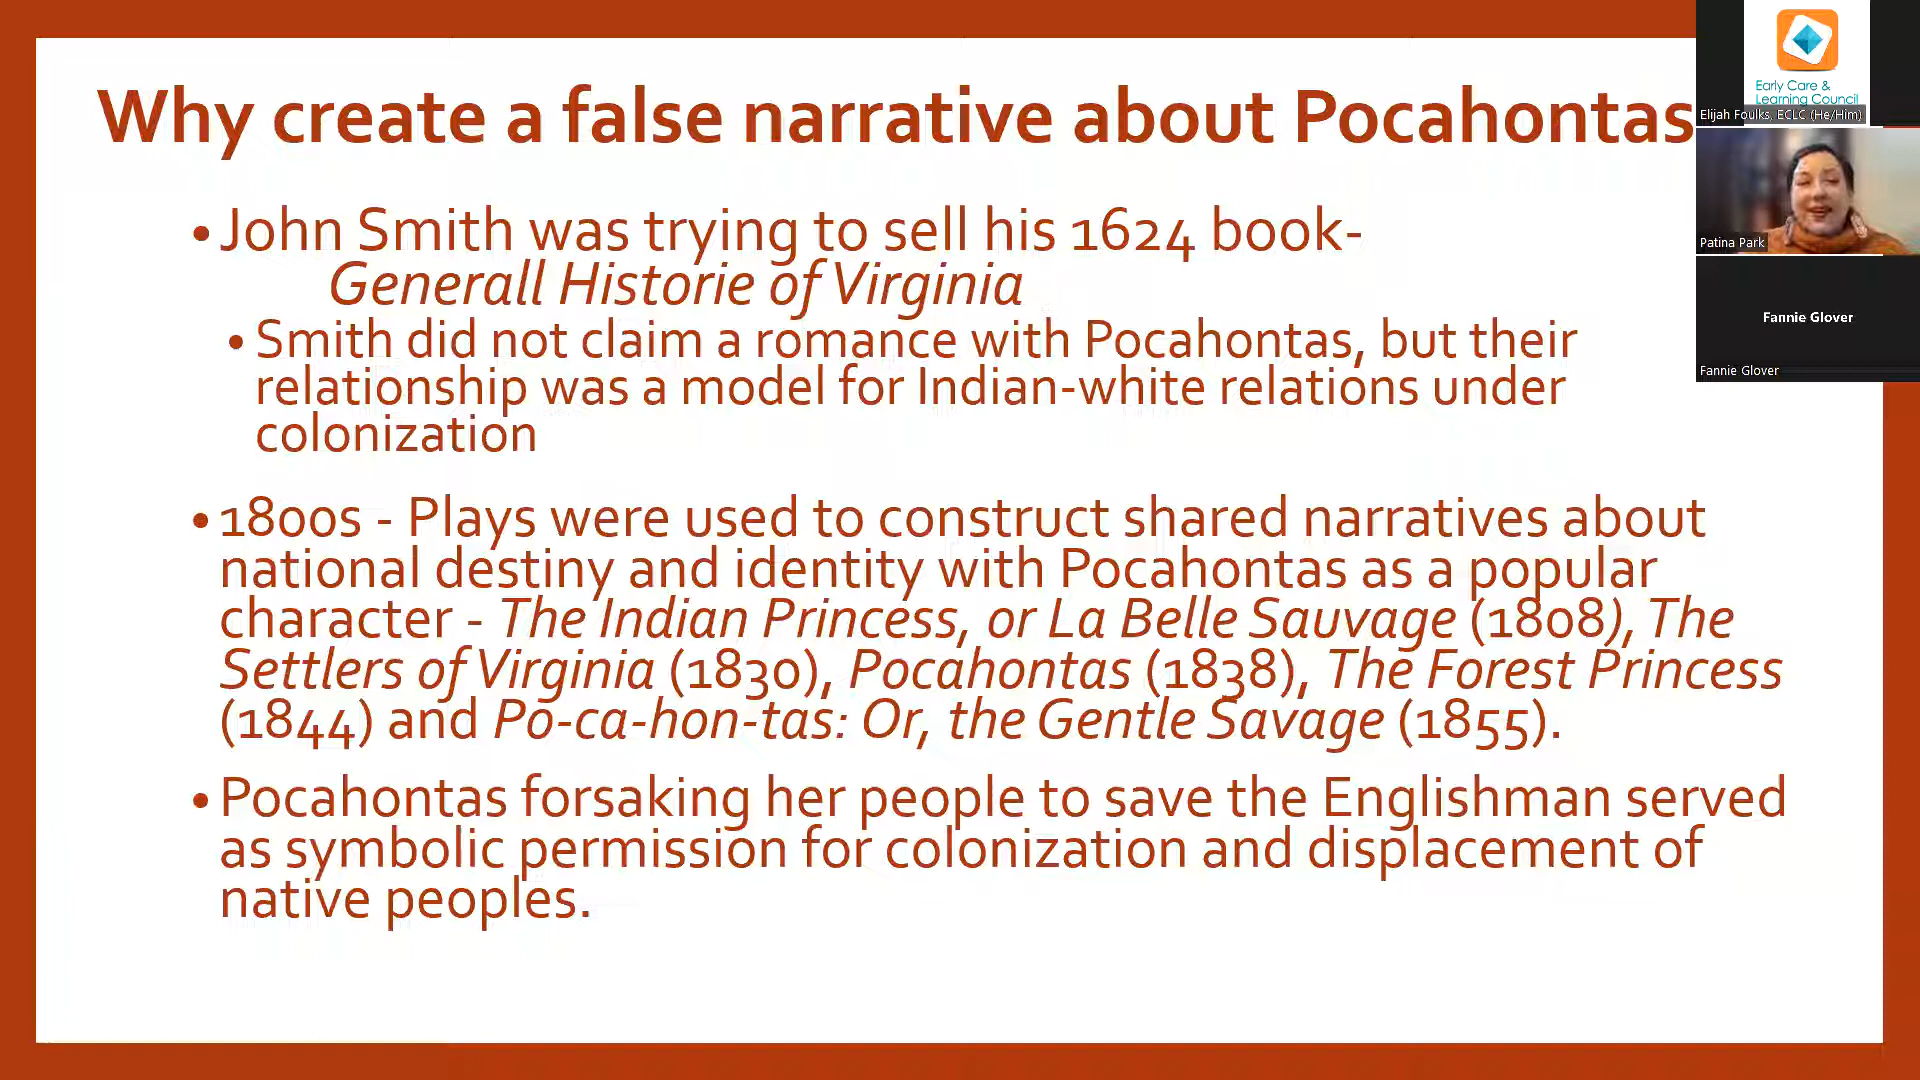 Why create a false narrative about Pocahontas
• John Smith was trying to sell his 1624 book-
Generall Historie of Virginia
• Smith did not claim a romance with Pocahontas, but their
relationship was a model for Indian-white relations under
colonization
• 1800s - Plays were used to construct shared narratives about
national destiny and identity with Pocahontas as a popular
character - The Indian Princess, or La Belle Sauvage (1808), The
Settlers of Virginia (1830), Pocahontas (1838), The Forest Princess
(1844) and Po-ca-hon-tas: Or, the Gentle Savage (1855).
• Pocahontas forsaking her people to save the Englishman served
as symbolic permission for colonization and displacement of
native peoples.
Early Care &
Learning Council
Elijah Foulks, ECLC (He/Him)
Patina Park
Fannie Glover
Fannie Glover